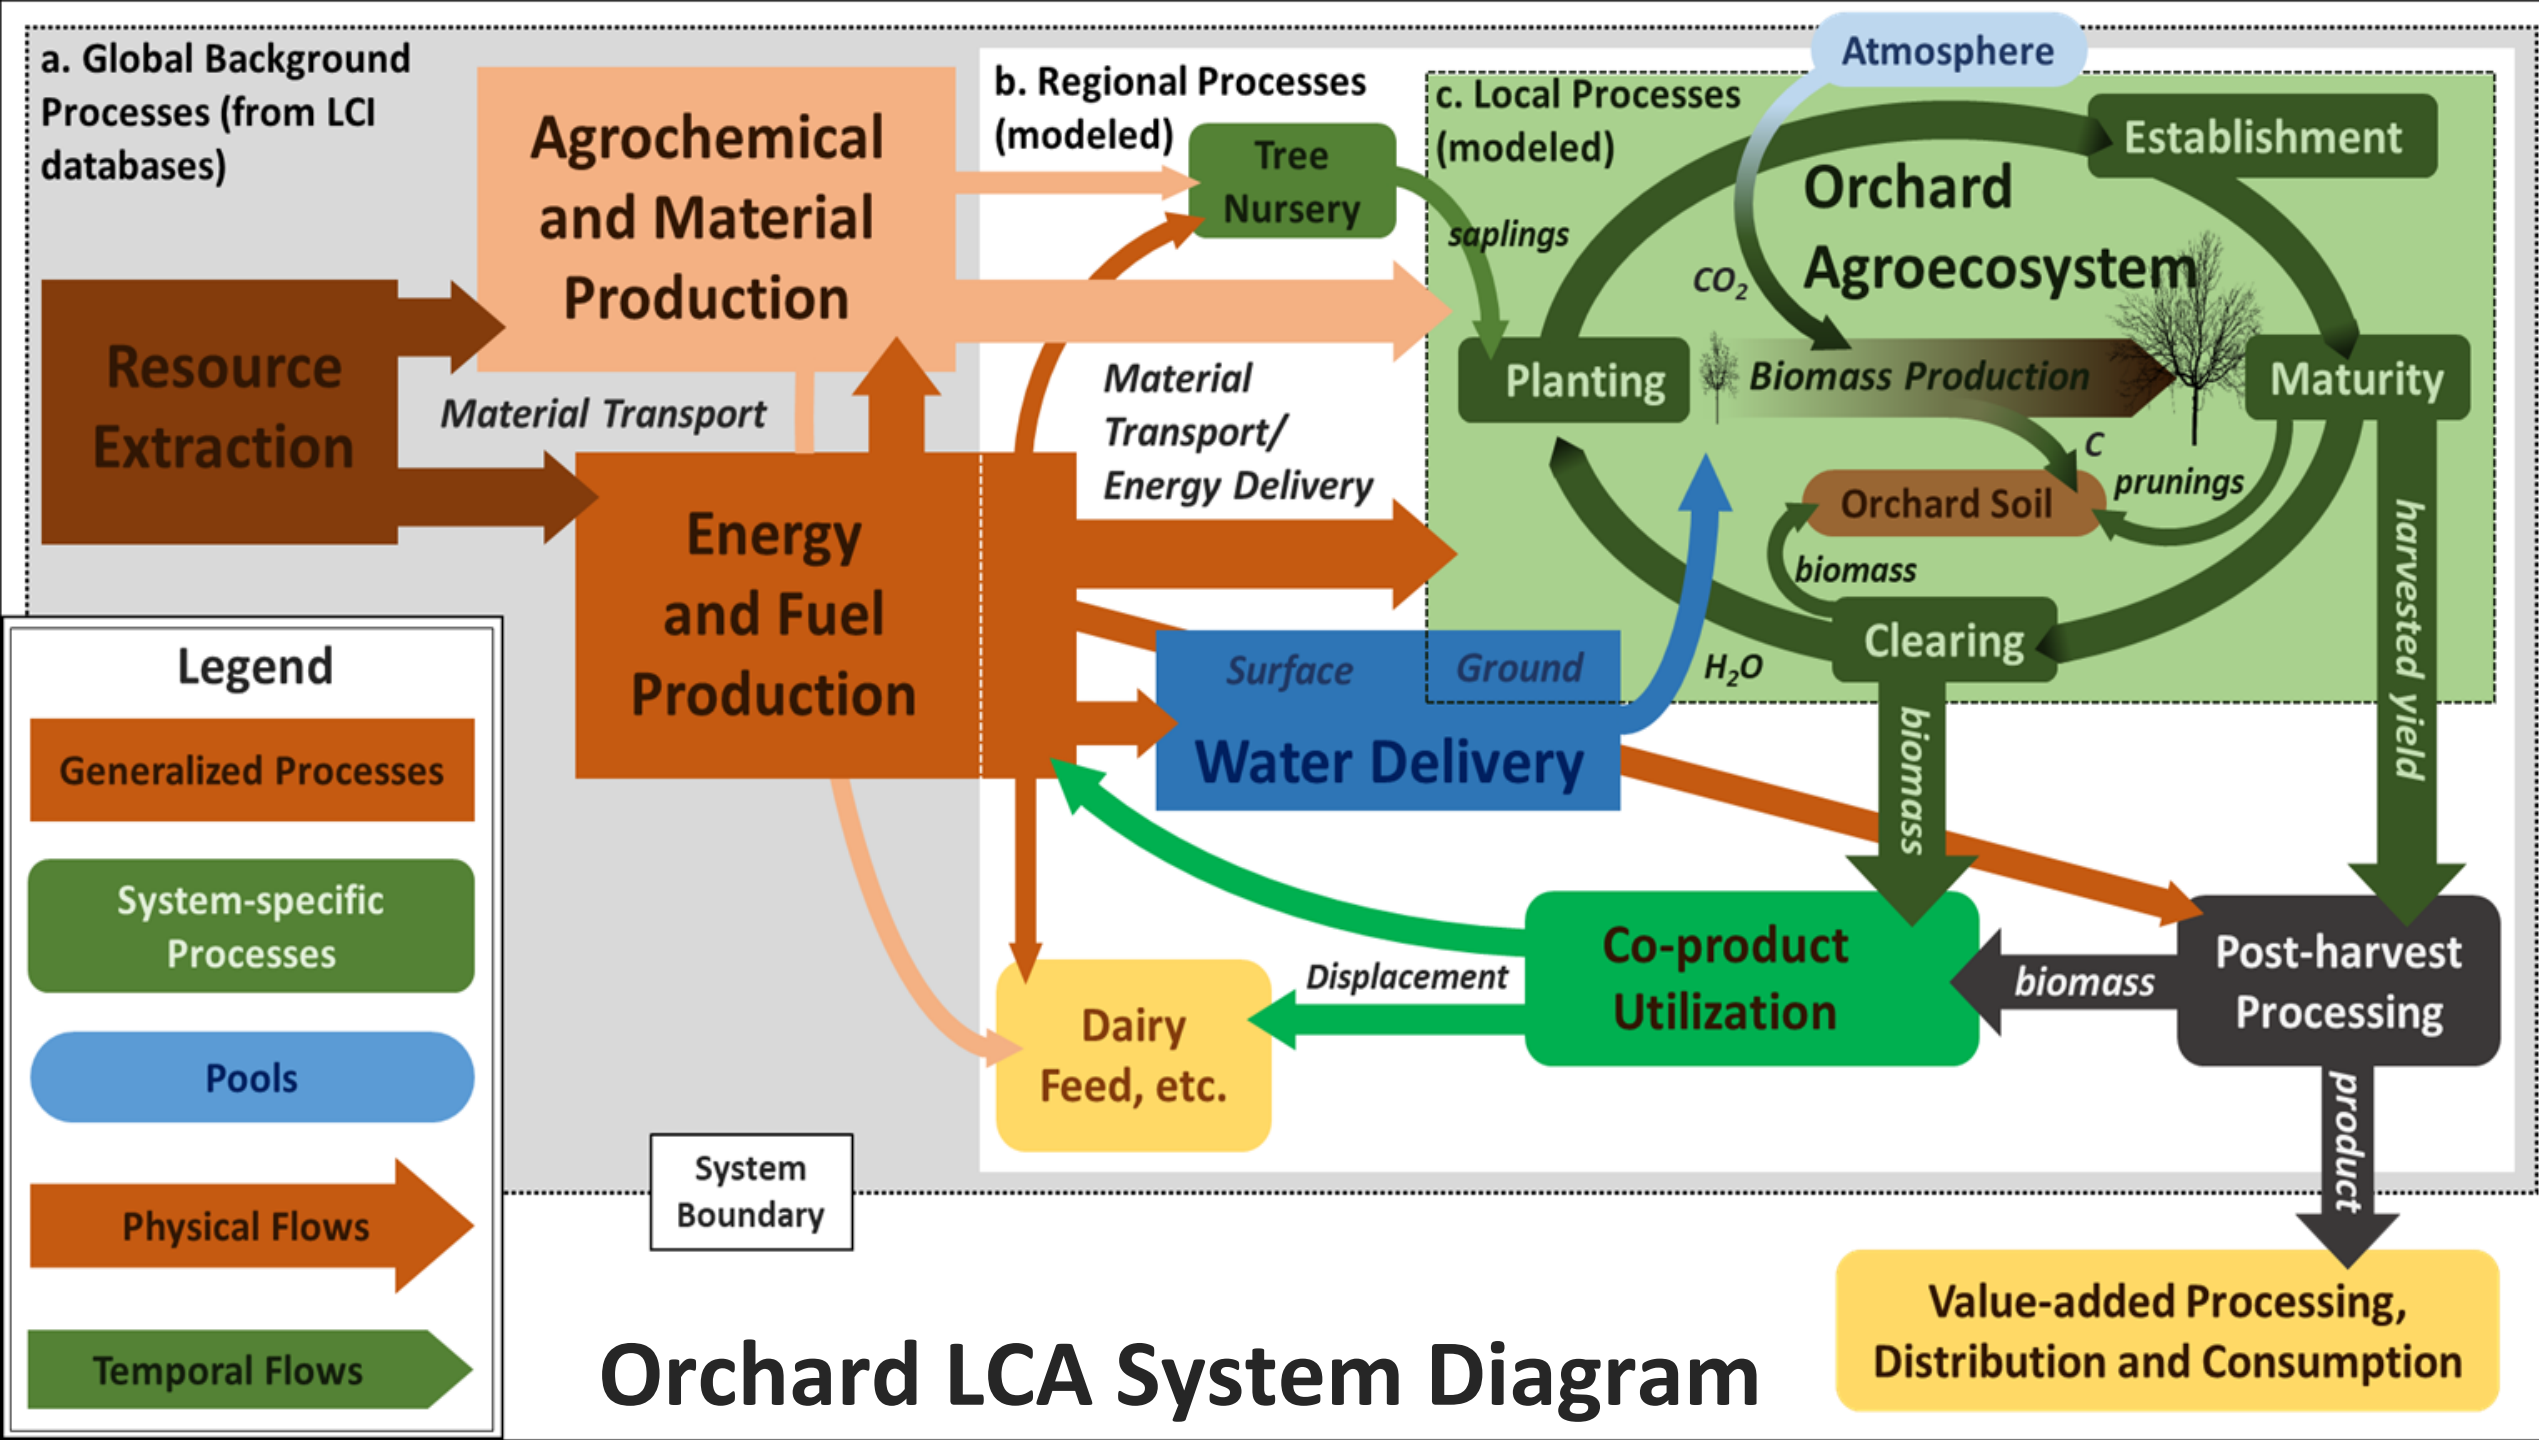 a. Global Background
Processes (from LCI
databases)
Agrochemical
and Material
Production
Resource
Extraction
Material Transport
Energy
and Fuel
Production
b. Regional Processes
(modeled)
Tree
Nursery
saplings
Material
Transport/
Energy Delivery
c. Local Processes
(modeled)
Atmosphere
Establishment
Orchard
Agroecosystem
CO₂
Planting
Biomass Production
Maturity
C
prunings
Orchard Soil
biomass
Clearing
H₂O
harvested yield
Surface
Ground
Water Delivery
biomass
Co-product
Utilization
Displacement
Dairy
Feed, etc.
biomass
Post-harvest
Processing
product
Value-added Processing,
Distribution and Consumption
System
Boundary
Legend
Generalized Processes
System-specific
Processes
Pools
Physical Flows
Temporal Flows
Orchard LCA System Diagram